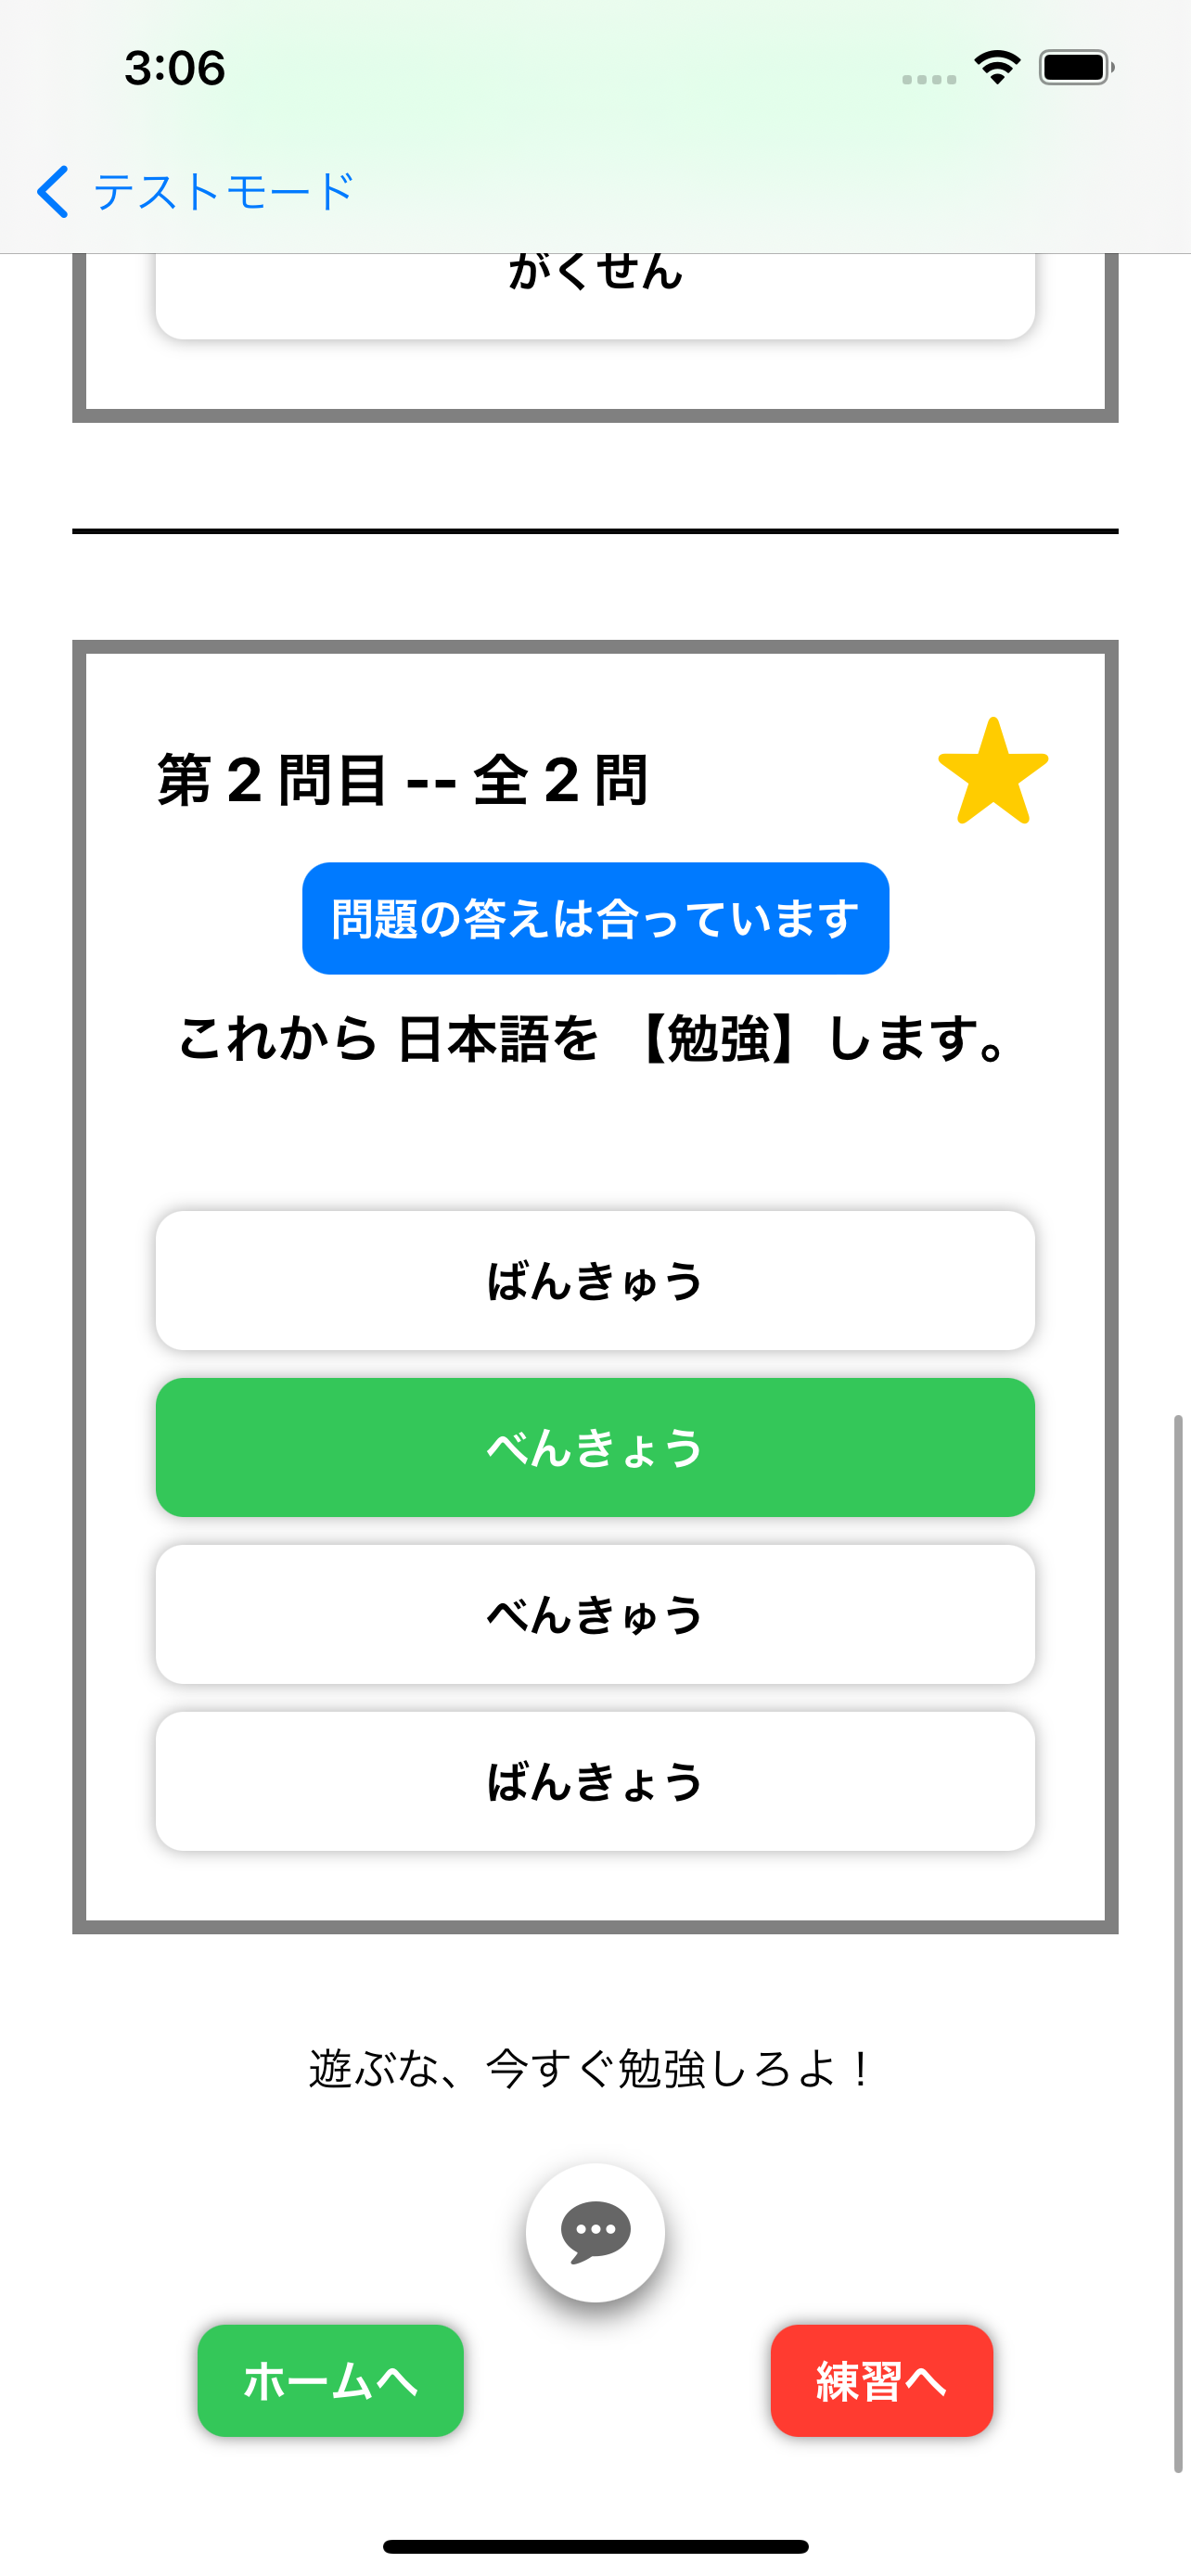 3:06
テストモード
がくせん
第 2 問目 -- 全 2 問
問題の答えは合っています
これから 日本語を 【勉強】します。
ばんきゅう
べんきょう
べんきゅう
ばんきょう
遊ぶな、今すぐ勉強しろよ！
ホームへ
練習へ